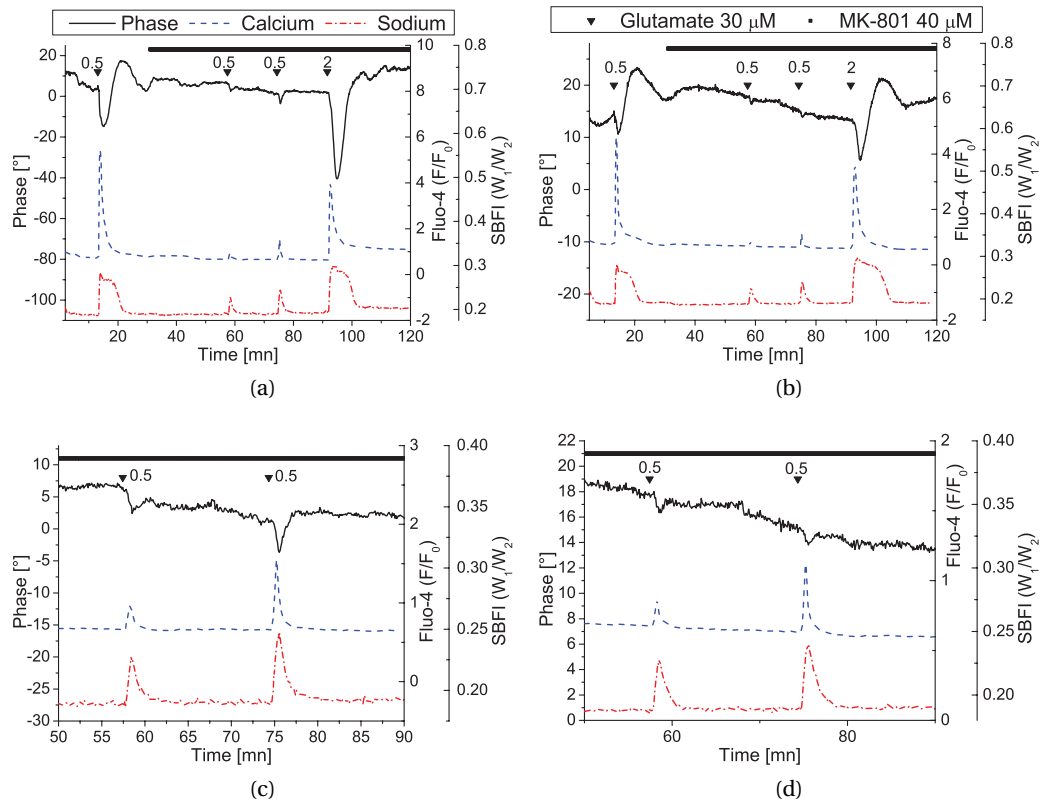 Phase Calcium Sodium
Glutamate 30 μM MK-801 40 μM
0.5 0.5 0.5 2
20
0
-20
-40
-60
-80
-100
Phase [°]
20 40 60 80 100 120
Time [mn]
10
8
6
4
2
0
-2
Fluo-4 (F/F0)
0.8
0.7
0.6
0.5
0.4
0.3
0.2
SBFI (W1/W2)
(a)
0.5 0.5 0.5 2
20
10
0
-10
-20
Phase [°]
20 40 60 80 100 120
Time [mn]
8
6
4
2
0
-2
Fluo-4 (F/F0)
0.8
0.7
0.6
0.5
0.4
0.3
0.2
SBFI (W1/W2)
(b)
0.5 0.5
10
5
0
-5
-10
-15
-20
-25
-30
Phase [°]
50 55 60 65 70 75 80 85 90
Time [mn]
3
2
1
0
Fluo-4 (F/F0)
0.40
0.35
0.30
0.25
0.20
SBFI (W1/W2)
(c)
0.5 0.5
22
20
18
16
14
12
10
8
6
4
2
0
Phase [°]
60 80
Time [mn]
2
1
0
Fluo-4 (F/F0)
0.40
0.35
0.30
0.25
0.20
SBFI (W1/W2)
(d)